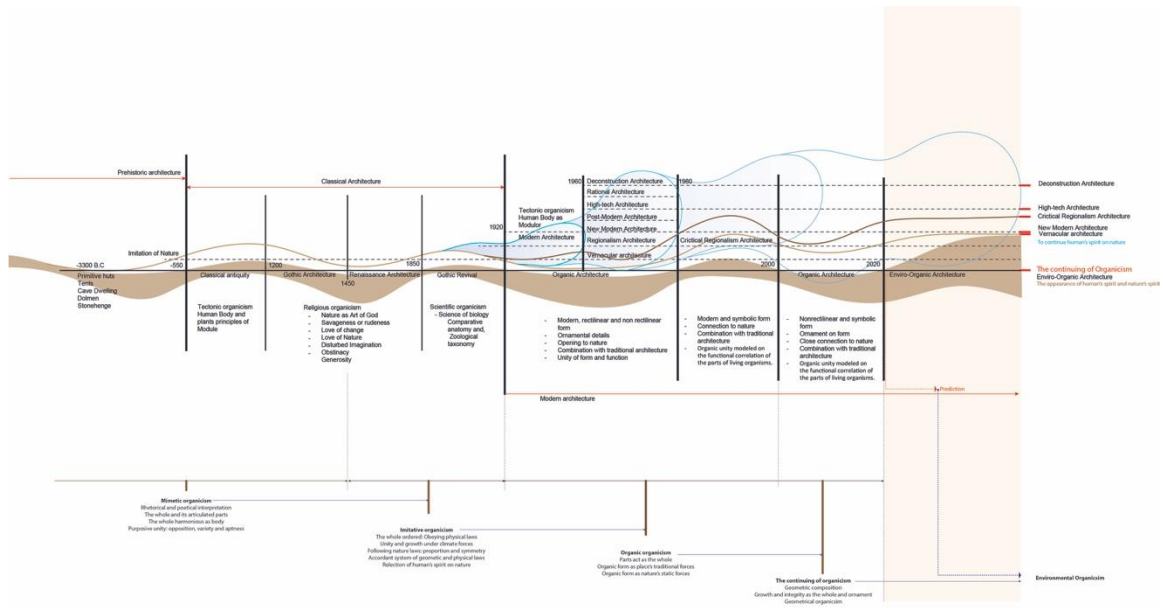 Prehistoric architecture
Classical Architecture
Imitation of Nature
-3300 B.C
-550
1200
1450
1850
1920
1960
1980
2000
2020
Primitive huts
Tents
Cave Dwelling
Dolmen
Stonehenge
Classical antiquity
Gothic Architecture
Renaissance Architecture
Gothic Revival
Organic Architecture
Organic Architecture
Enviro-Organic Architecture
Tectonic organicism
Human Body as
Modulor
Modern Architecture
Deconstruction Architecture
Rational Architecture
High-tech Architecture
Post-Modern Architecture
New Modern Architecture
Regionalism Architecture
Vernacular architecture
Crictical Regionalism Architecture
Deconstruction Architecture
High-tech Architecture
Crictical Regionalism Architecture
New Modern Architecture
Vernacular architecture
To continue human's spirit on nature
The continuing of Organicism
Enviro-Organic Architecture
The appearance of human's spirit and nature's spirit
Tectonic organicism
Human Body and
plants principles of
Module
Religious organicism
- Nature as Art of God
- Savageness or rudeness
- Love of change
- Love of Nature
- Disturbed Imagination
- Obstinacy
Generosity
Scientific organicism
- Science of biology
Comparative
anatomy and,
Zoological
taxonomy
- Modern, rectilinear and non rectilinear
form
- Ornamental details
- Opening to nature
- Combination with traditional architecture
- Unity of form and function
- Modern and symbolic form
- Connection to nature
- Combination with traditional
architecture
- Organic unity modeled on
the functional correlation of
the parts of living organisms.
- Nonrectilinear and symbolic
form
- Ornament on form
- Close connection to nature
- Combination with traditional
architecture
- Organic unity modeled on
the functional correlation of
the parts of living organisms.
Prediction
Modern architecture
Mimetic organicism
Rhetorical and poetical interpretation
The whole and its articulated parts
The whole harmonious as body
Purposive unity: opposition, variety and aptness
Imitative organicism
The whole ordered: Obeying physical laws
Unity and growth under climate forces
Following nature laws: proportion and symmetry
Accordant system of geometic and physical laws
Relection of human's spirit on nature
Organic organicism
Parts act as the whole
Organic form as place's traditional forces
Organic form as nature's static forces
The continuing of organicism
Geometric composition
Growth and integrity as the whole and ornament
Geometrical organicsim
Environmental Organicsim